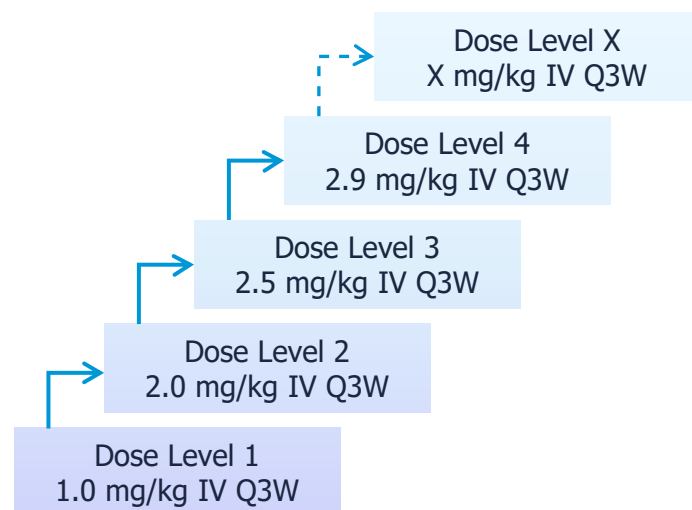 Dose Level X
X mg/kg IV Q3W
Dose Level 4
2.9 mg/kg IV Q3W
Dose Level 3
2.5 mg/kg IV Q3W
Dose Level 2
2.0 mg/kg IV Q3W
Dose Level 1
1.0 mg/kg IV Q3W